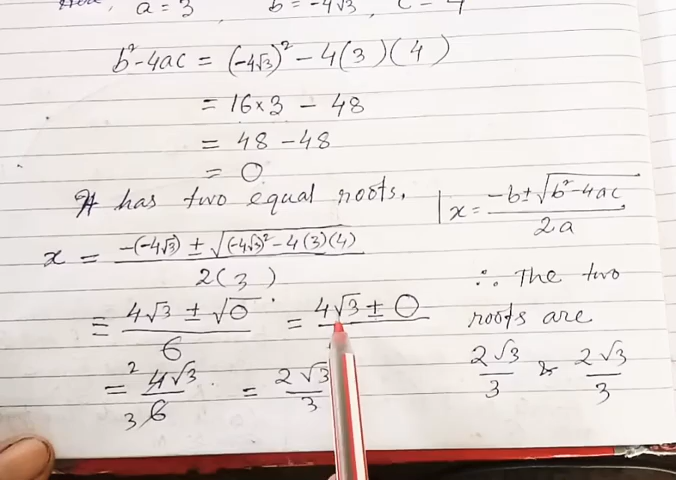 a = 3   b = -4√3, c = 4
b²-4ac = (-4√3)² - 4(3)(4)
= 16×3 - 48
= 48 - 48
= 0
It has two equal roots.
x = (-b±√(b²-4ac))/2a
x = (-(-4√3) ± √((-4√3)²-4(3)(4)))/2(3)
= (4√3 ± √0)/6 = (4√3 ± 0)/
= 4√3/6 2 3 = 2√3/3
∴ The two
roots are
2√3/3 & 2√3/3